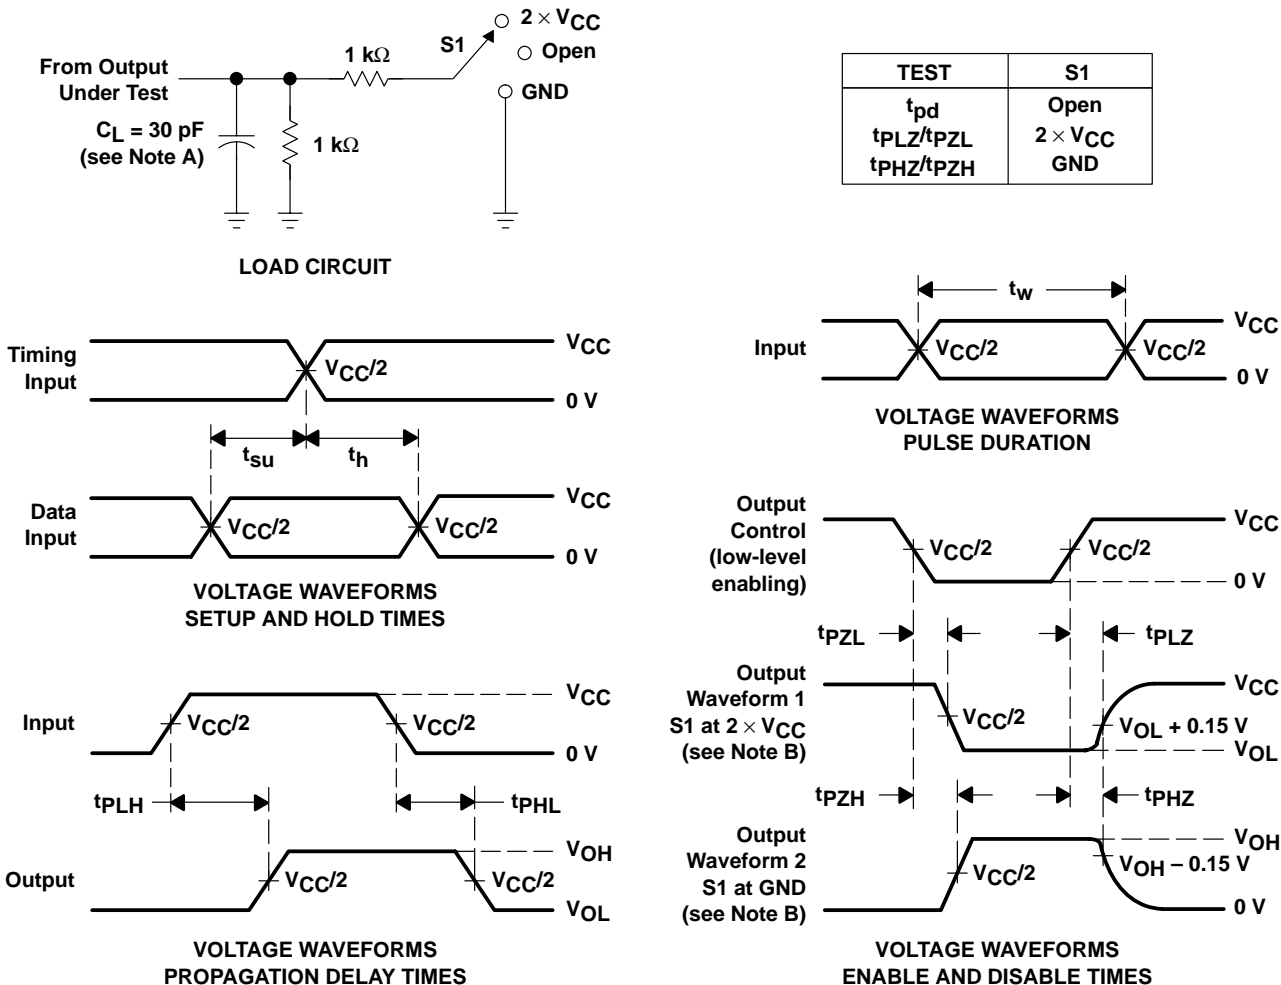 2 × VCC
S1
Open
1 kΩ
From Output
Under Test
GND
CL = 30 pF
(see Note A)
1 kΩ
LOAD CIRCUIT
TEST S1
tpd Open
tPLZ/tPZL 2 × VCC
tPHZ/tPZH GND
tw
Input
VCC/2
VCC/2
VCC
0 V
VOLTAGE WAVEFORMS
PULSE DURATION
Timing
Input
VCC/2
VCC
0 V
tsu
th
Data
Input
VCC/2
VCC/2
VCC
0 V
VOLTAGE WAVEFORMS
SETUP AND HOLD TIMES
Input
VCC/2
VCC/2
VCC
0 V
tPLH
tPHL
Output
VCC/2
VCC/2
VOH
VOL
VOLTAGE WAVEFORMS
PROPAGATION DELAY TIMES
Output
Control
(low-level
enabling)
VCC/2
VCC/2
VCC
0 V
tPZL
tPLZ
Output
Waveform 1
S1 at 2 × VCC
(see Note B)
VCC/2
VCC
VOL + 0.15 V
VOL
tPZH
tPHZ
Output
Waveform 2
S1 at GND
(see Note B)
VCC/2
VOH
VOH − 0.15 V
0 V
VOLTAGE WAVEFORMS
ENABLE AND DISABLE TIMES